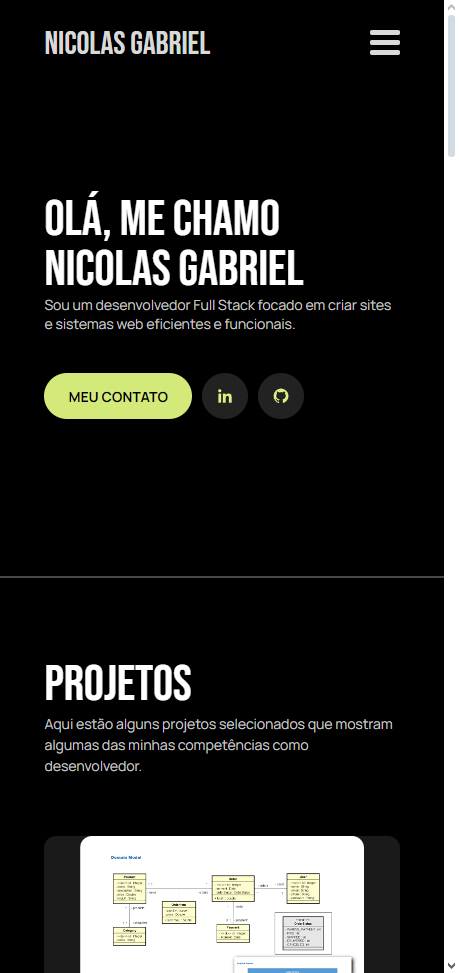 NICOLAS GABRIEL
OLÁ, ME CHAMO
NICOLAS GABRIEL
Sou um desenvolvedor Full Stack focado em criar sites
e sistemas web eficientes e funcionais.
MEU CONTATO
in
PROJETOS
Aqui estão alguns projetos selecionados que mostram
algumas das minhas competências como
desenvolvedor.
Domain Model